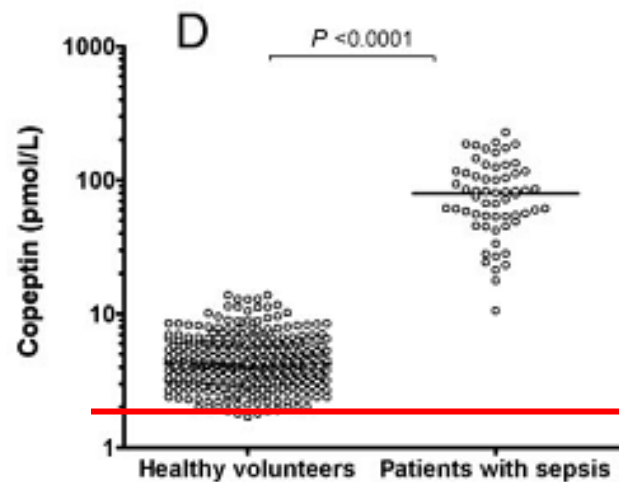 D
P <0.0001
1000
100
10
1
Copeptin (pmol/L)
Healthy volunteers
Patients with sepsis